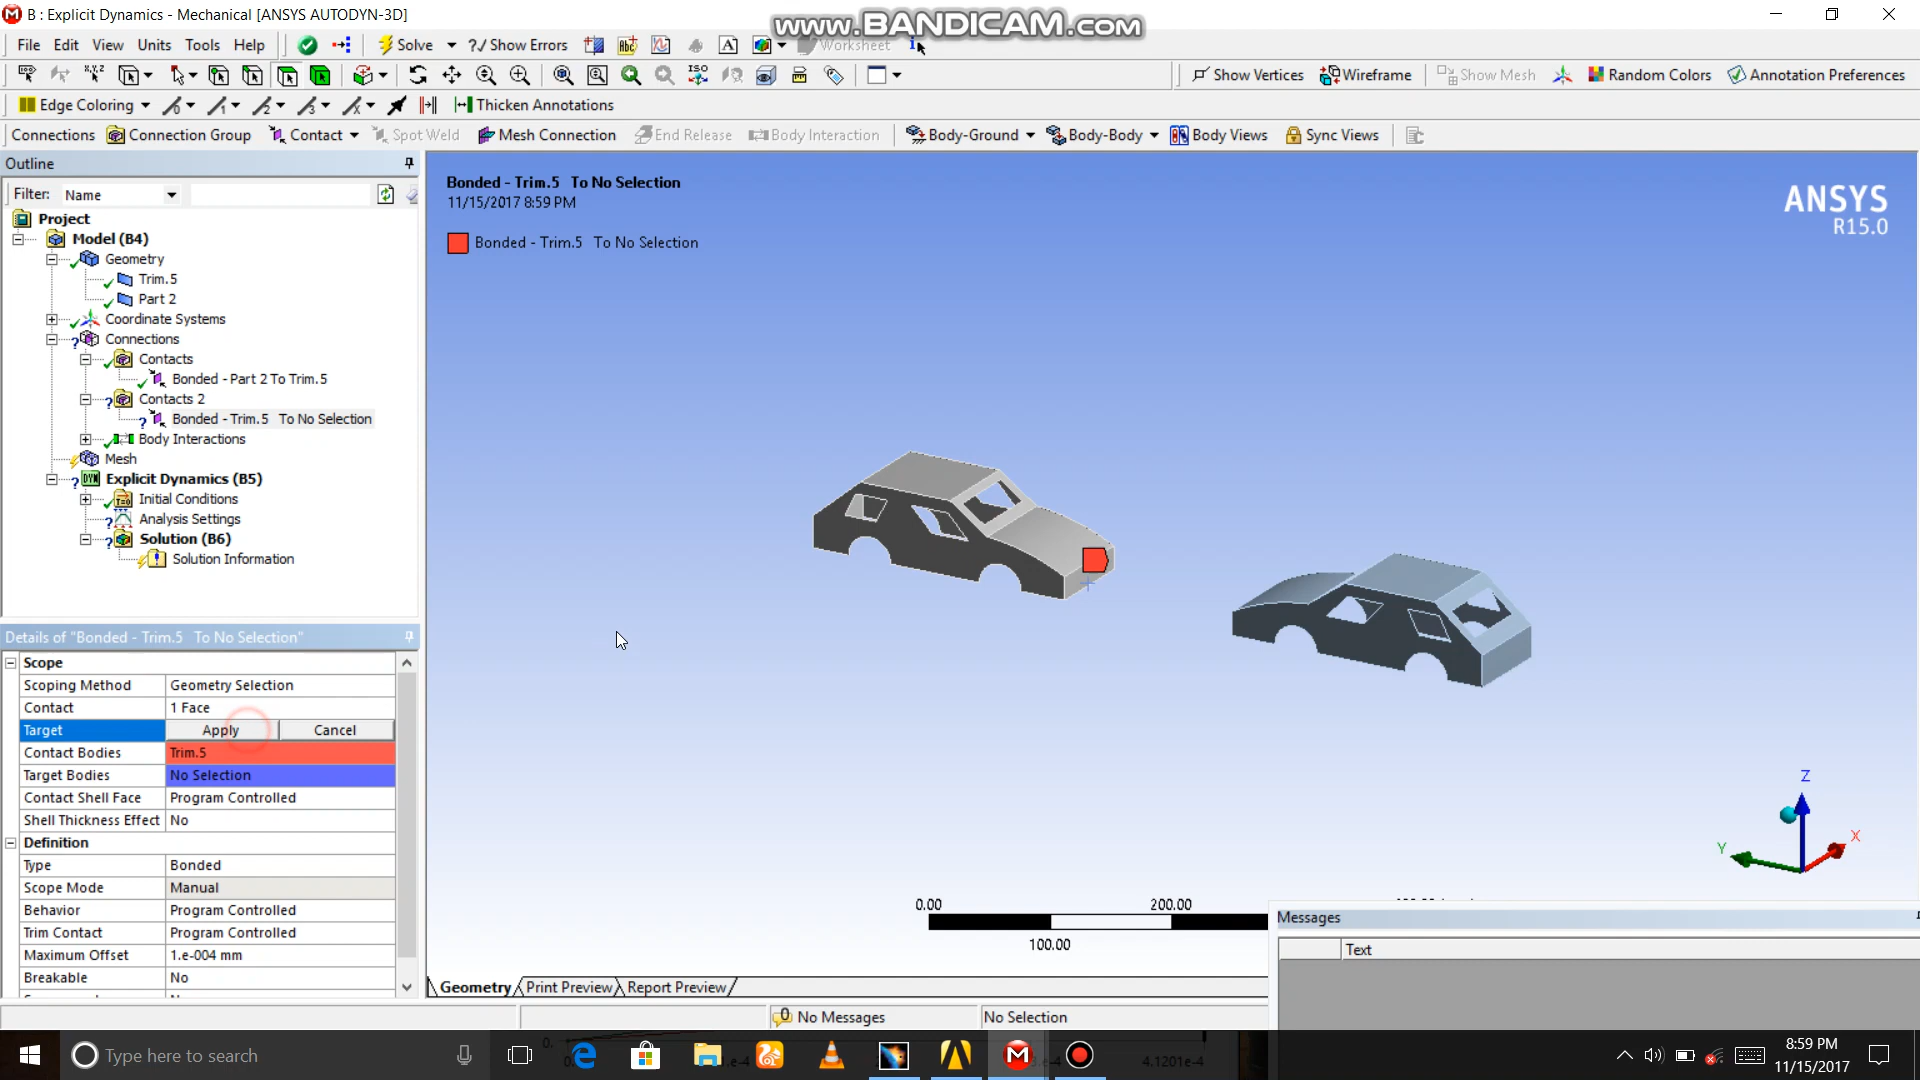 B : Explicit Dynamics - Mechanical [ANSYS AUTODYN-3D]
www.BANDICAM.com
File Edit View Units Tools Help Solve ?/ Show Errors Worksheet
Show Vertices Wireframe Show Mesh Random Colors Annotation Preferences
Edge Coloring Thicken Annotations
Connections Connection Group Contact Spot Weld Mesh Connection End Release Body Interaction Body-Ground Body-Body Body Views Sync Views
Outline
Filter: Name
Project
Model (B4)
Geometry
Trim.5
Part 2
Coordinate Systems
Connections
Contacts
Bonded - Part 2 To Trim.5
Contacts 2
Bonded - Trim.5 To No Selection
Body Interactions
Mesh
Explicit Dynamics (B5)
Initial Conditions
Analysis Settings
Solution (B6)
Solution Information
Details of "Bonded - Trim.5 To No Selection"
Scope
Scoping Method Geometry Selection
Contact 1 Face
Target Apply Cancel
Contact Bodies Trim.5
Target Bodies No Selection
Contact Shell Face Program Controlled
Shell Thickness Effect No
Definition
Type Bonded
Scope Mode Manual
Behavior Program Controlled
Trim Contact Program Controlled
Maximum Offset 1.e-004 mm
Breakable No
Bonded - Trim.5 To No Selection
11/15/2017 8:59 PM
Bonded - Trim.5 To No Selection
ANSYS
R15.0
Z
Y
X
0.00 200.00
100.00
Geometry Print Preview Report Preview
Messages
Text
No Messages No Selection
Type here to search
4.1201e-4
8:59 PM
11/15/2017